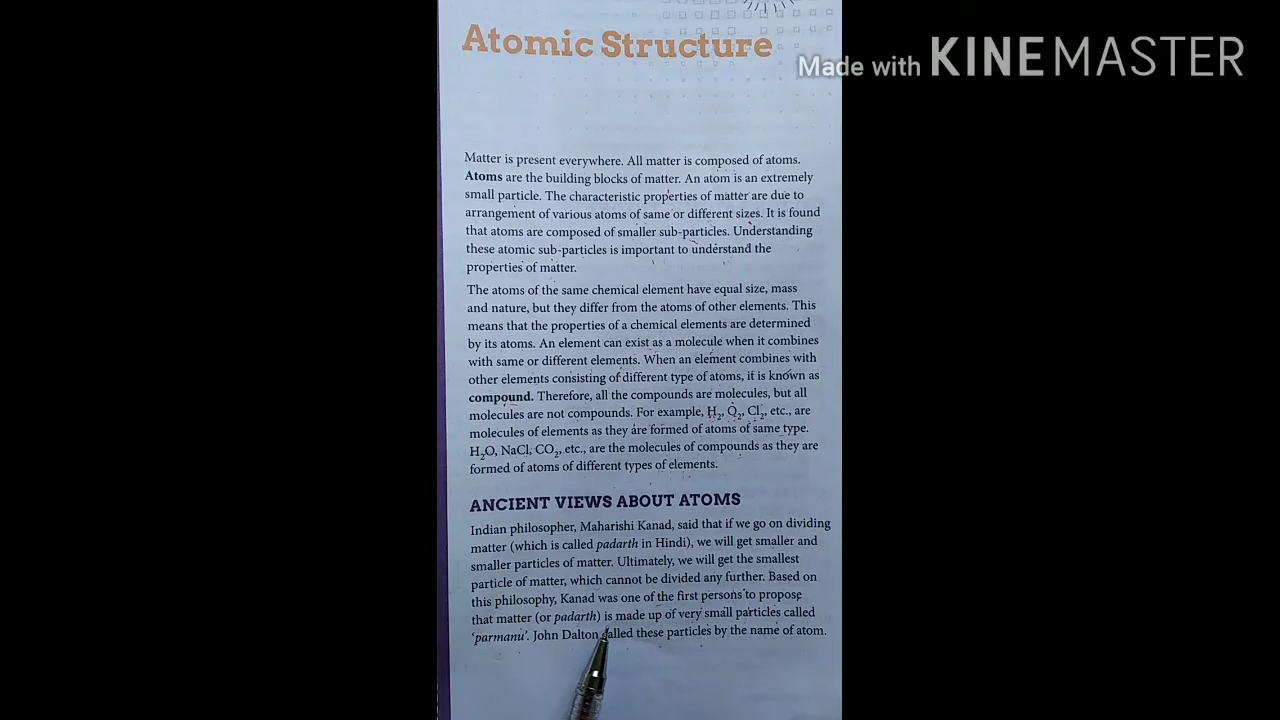 Atomic Structure
Made with KINEMASTER
Matter is present everywhere. All matter is composed of atoms.
Atoms are the building blocks of matter. An atom is an extremely
small particle. The characteristic properties of matter are due to
arrangement of various atoms of same or different sizes. It is found
that atoms are composed of smaller sub-particles. Understanding
these atomic sub-particles is important to understand the
properties of matter.
The atoms of the same chemical element have equal size, mass
and nature, but they differ from the atoms of other elements. This
means that the properties of a chemical elements are determined
by its atoms. An element can exist as a molecule when it combines
with same or different elements. When an element combines with
other elements consisting of different type of atoms, it is known as
compound. Therefore, all the compounds are molecules, but all
molecules are not compounds. For example, H₂, O₂, Cl₂, etc., are
molecules of elements as they are formed of atoms of same type.
H₂O, NaCl, CO₂, etc., are the molecules of compounds as they are
formed of atoms of different types of elements.
ANCIENT VIEWS ABOUT ATOMS
Indian philosopher, Maharishi Kanad, said that if we go on dividing
matter (which is called padarth in Hindi), we will get smaller and
smaller particles of matter. Ultimately, we will get the smallest
particle of matter, which cannot be divided any further. Based on
this philosophy, Kanad was one of the first persons to propose
that matter (or padarth) is made up of very small particles called
'parmanu'. John Dalton called these particles by the name of atom.